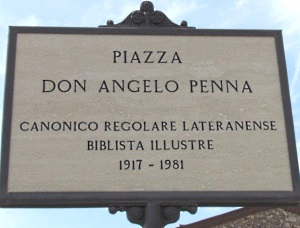 PIAZZA
DON ANGELO PENNA
CANONICO REGOLARE LATERANENSE
BIBLISTA ILLUSTRE
1917 - 1981